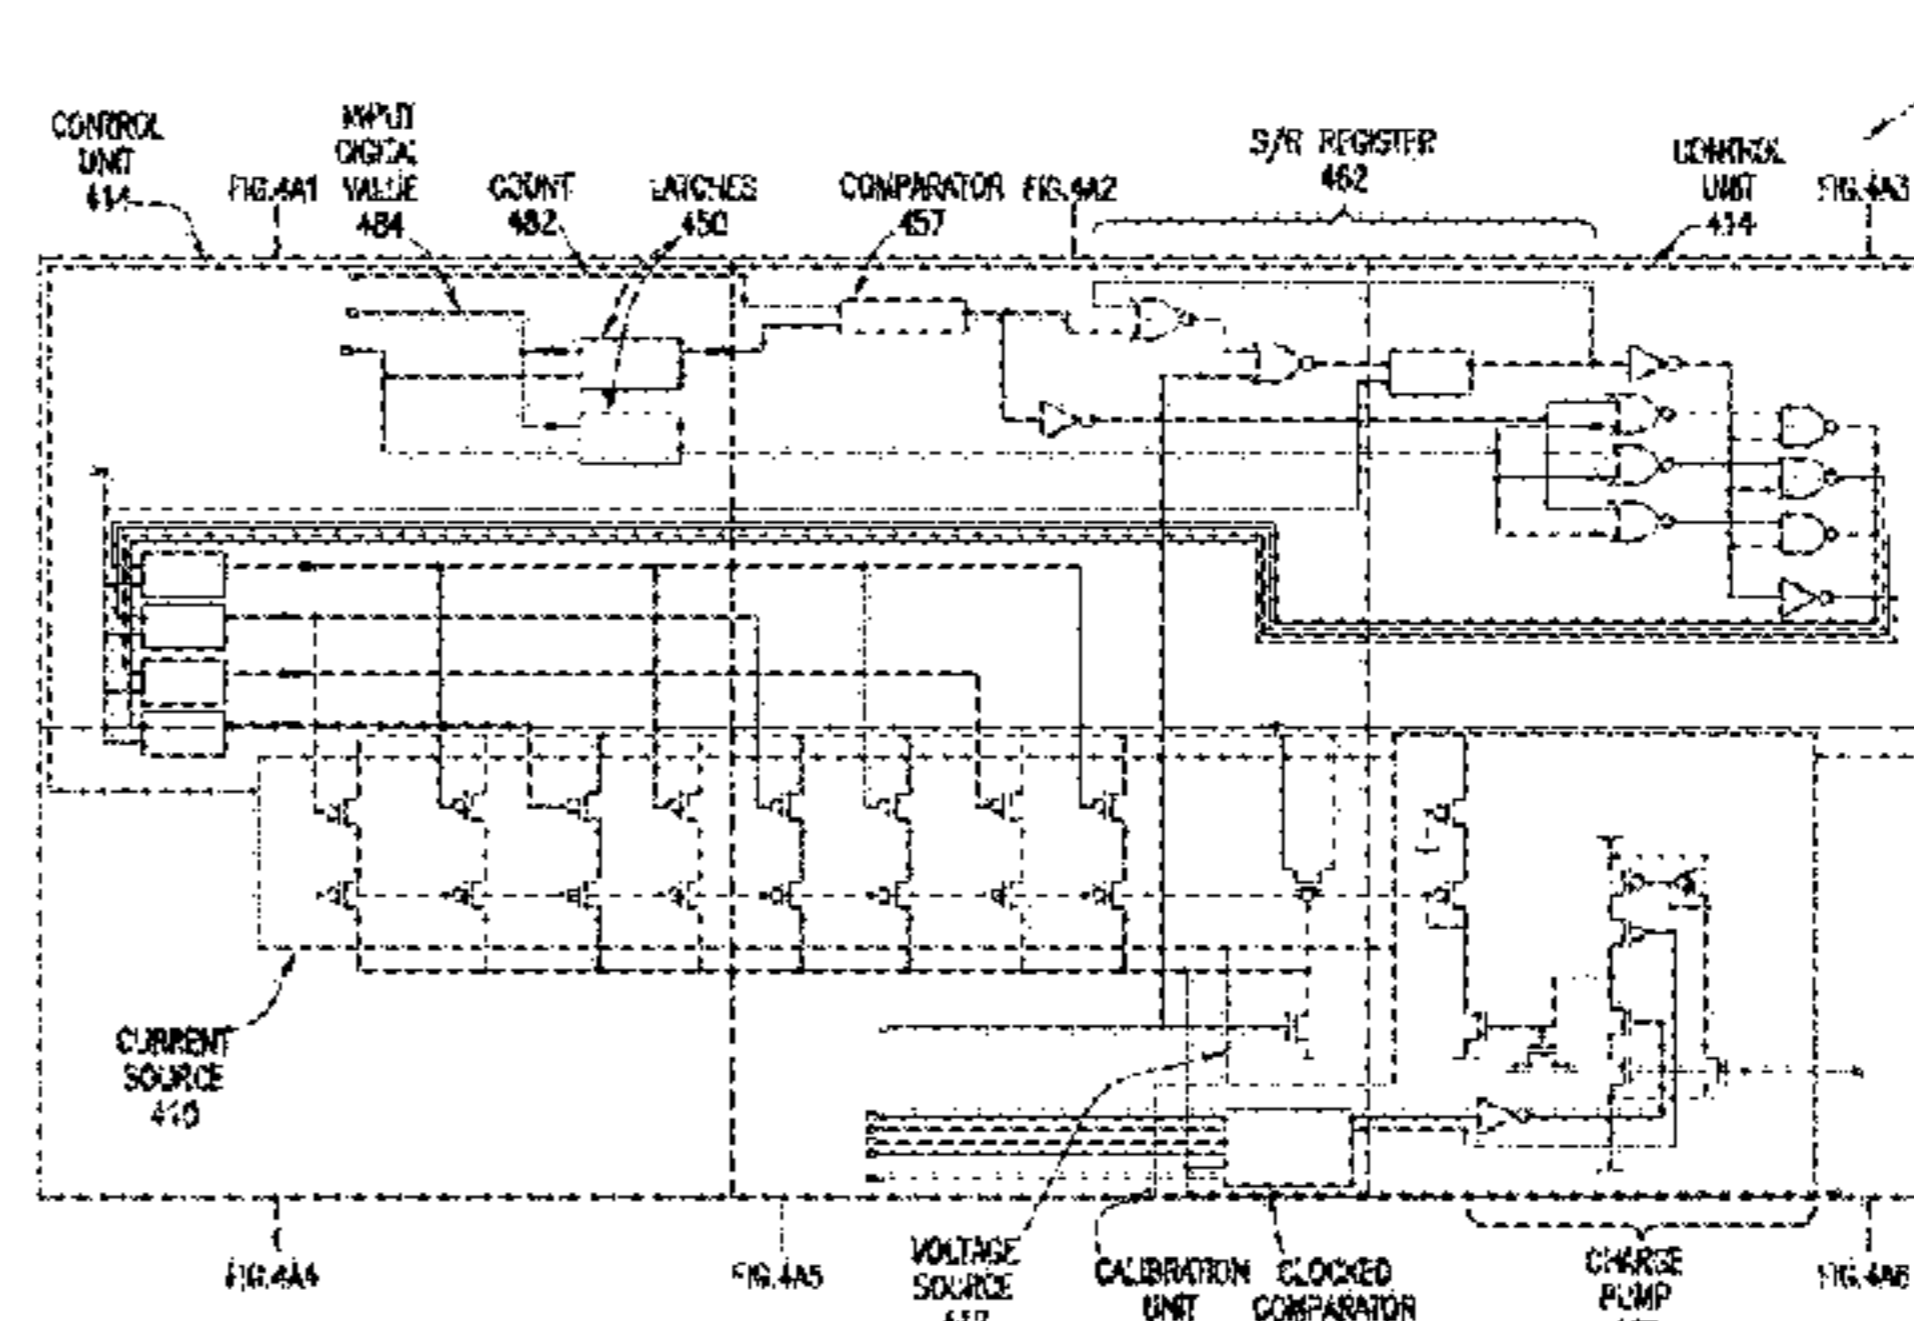 CONTROL
UNIT
414
FIG.4A1
INPUT
DIGITAL
VALUE
484
COUNT
482
LATCHES
450
COMPARATOR
457
FIG.4A2
S/R REGISTER
462
CONTROL
UNIT
414
FIG.4A3
CURRENT
SOURCE
410
FIG.4A4
FIG.4A5
VOLTAGE
SOURCE
CALIBRATION
UNIT
CLOCKED
COMPARATOR
CHARGE
PUMP
FIG.4A6